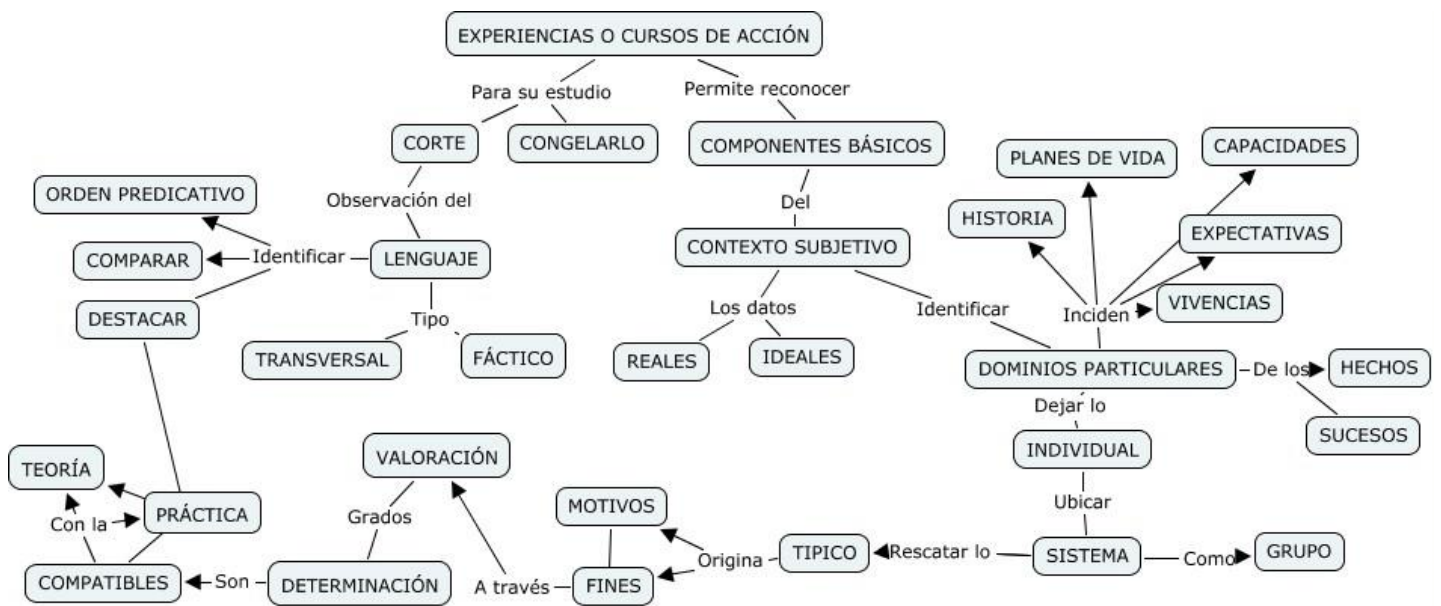 EXPERIENCIAS O CURSOS DE ACCIÓN
Para su estudio
Permite reconocer
CORTE
CONGELARLO
COMPONENTES BÁSICOS
PLANES DE VIDA
CAPACIDADES
Observación del
ORDEN PREDICATIVO
Del
HISTORIA
EXPECTATIVAS
COMPARAR
Identificar
LENGUAJE
CONTEXTO SUBJETIVO
VIVENCIAS
DESTACAR
Tipo
Los datos
Identificar
Inciden
TRANSVERSAL
FÁCTICO
REALES
IDEALES
DOMINIOS PARTICULARES
De los
HECHOS
Dejar lo
SUCESOS
INDIVIDUAL
TEORÍA
VALORACIÓN
Ubicar
Con la
PRÁCTICA
Grados
MOTIVOS
Origina
TIPICO
Rescatar lo
SISTEMA
Como
GRUPO
COMPATIBLES
Son
DETERMINACIÓN
A través
FINES